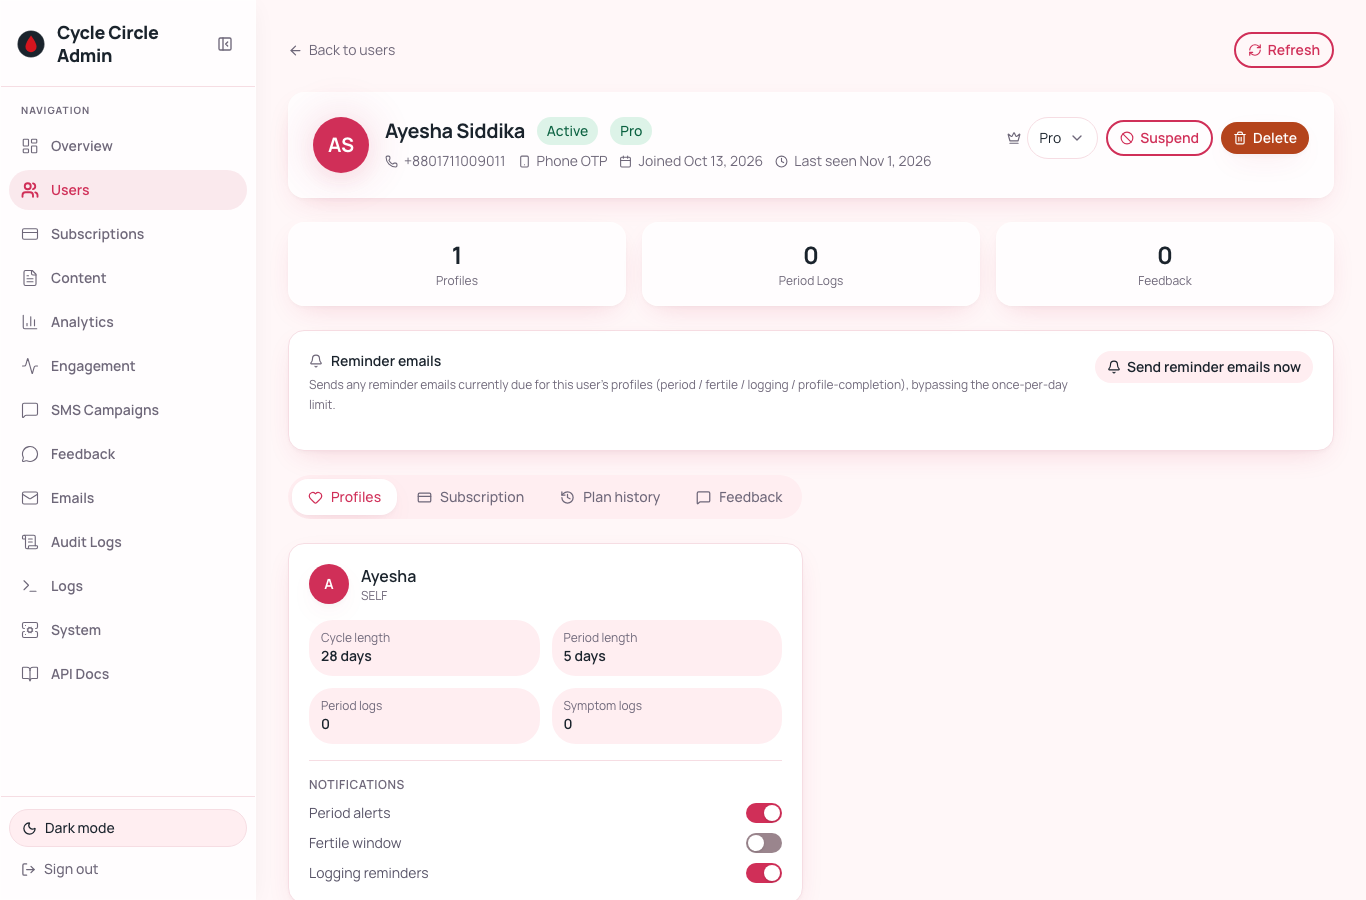 Cycle Circle
Admin
NAVIGATION
Overview
Users
Subscriptions
Content
Analytics
Engagement
SMS Campaigns
Feedback
Emails
Audit Logs
Logs
System
API Docs
Dark mode
Sign out
Back to users
Refresh
AS
Ayesha Siddika
Active
Pro
+8801711009011
Phone OTP
Joined Oct 13, 2026
Last seen Nov 1, 2026
Pro
Suspend
Delete
1
Profiles
0
Period Logs
0
Feedback
Reminder emails
Sends any reminder emails currently due for this user's profiles (period / fertile / logging / profile-completion), bypassing the once-per-day
limit.
Send reminder emails now
Profiles
Subscription
Plan history
Feedback
A
Ayesha
SELF
Cycle length
28 days
Period length
5 days
Period logs
0
Symptom logs
0
NOTIFICATIONS
Period alerts
Fertile window
Logging reminders